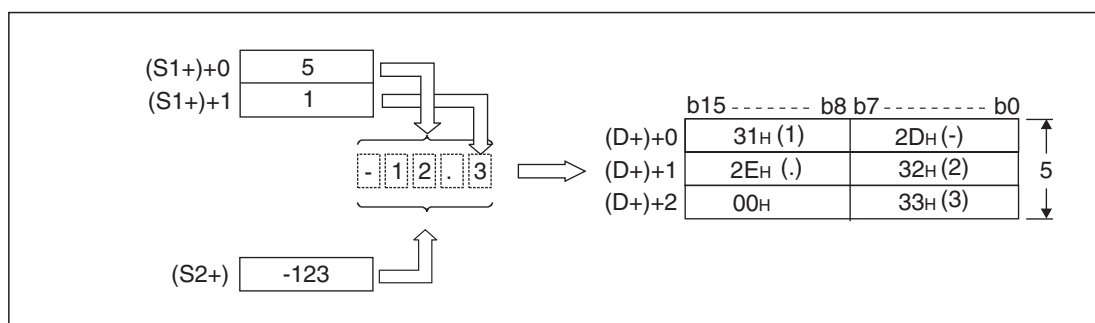 (S1+)+0 5
(S1+)+1 1
- 1 2 . 3
(S2+) -123
b15 - - - - - - - b8 b7 - - - - - - - - - b0
(D+)+0 31H (1) 2DH (-)
(D+)+1 2EH (.) 32H (2) 5
(D+)+2 00H 33H (3)